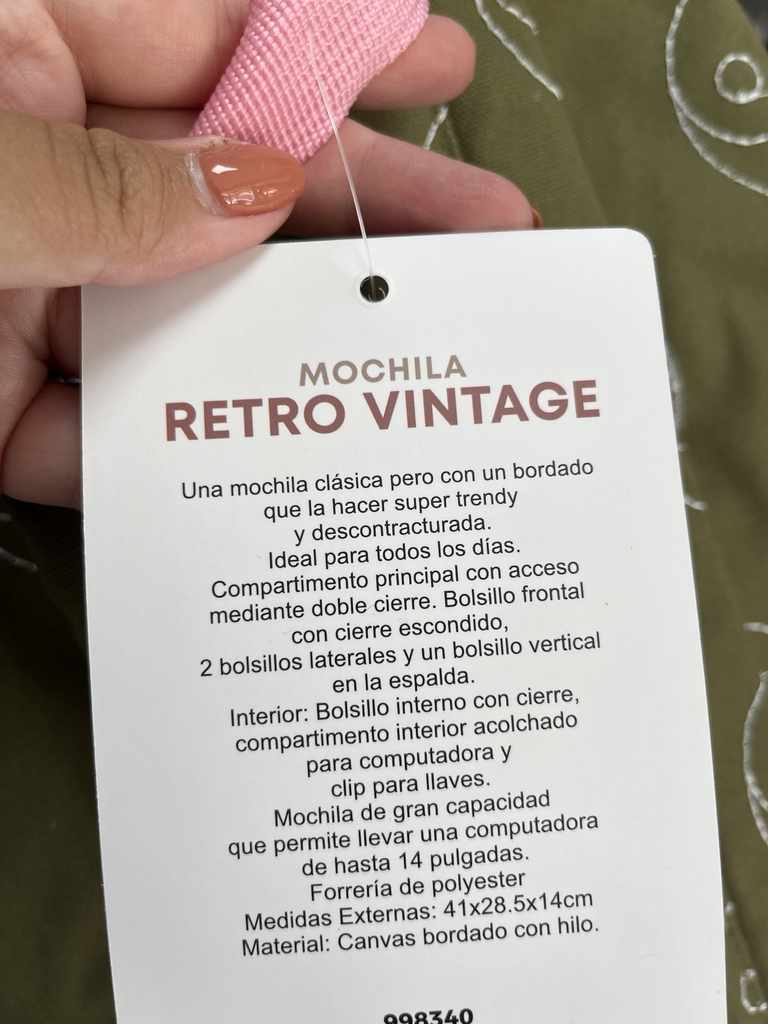 MOCHILA
RETRO VINTAGE
Una mochila clásica pero con un bordado
que la hacer super trendy
y descontracturada.
Ideal para todos los días.
Compartimento principal con acceso
mediante doble cierre. Bolsillo frontal
con cierre escondido,
2 bolsillos laterales y un bolsillo vertical
en la espalda.
Interior: Bolsillo interno con cierre,
compartimento interior acolchado
para computadora y
clip para llaves.
Mochila de gran capacidad
que permite llevar una computadora
de hasta 14 pulgadas.
Forrería de polyester
Medidas Externas: 41x28.5x14cm
Material: Canvas bordado con hilo.
998340